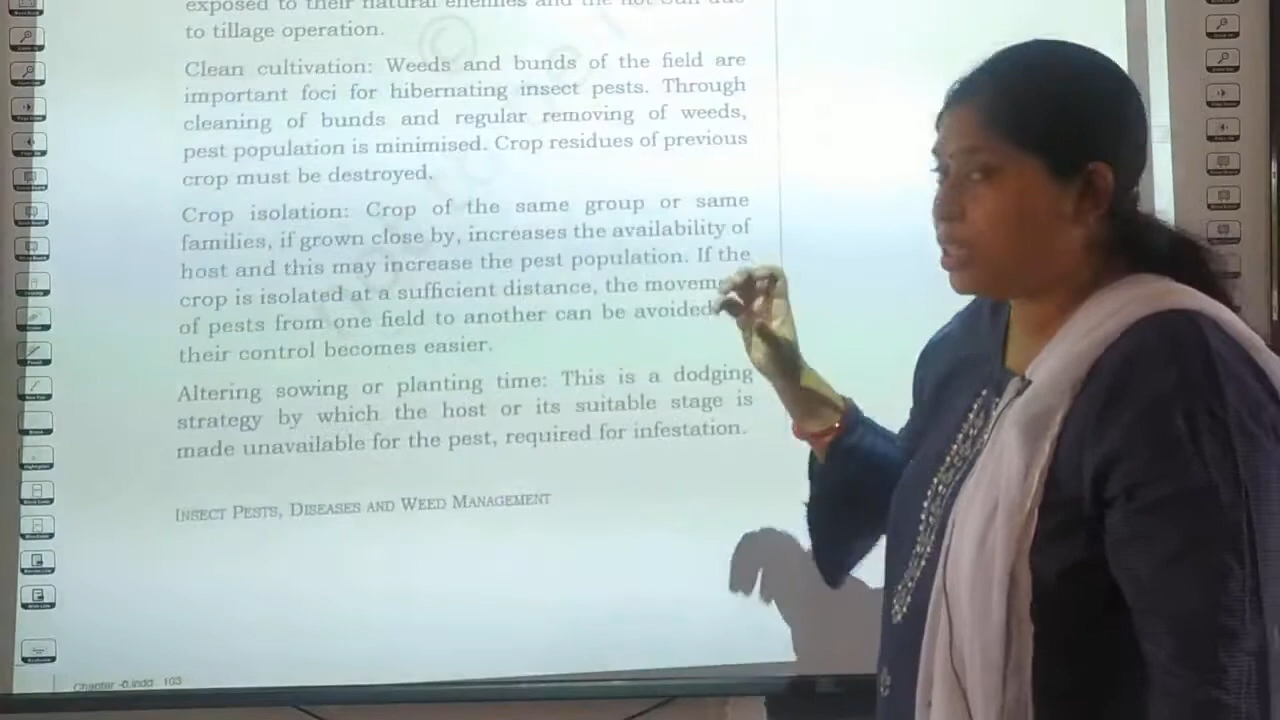 exposed to their natural enemies and the hot sun due
to tillage operation.
Clean cultivation: Weeds and bunds of the field are
important foci for hibernating insect pests. Through
cleaning of bunds and regular removing of weeds,
pest population is minimised. Crop residues of previous
crop must be destroyed.
Crop isolation: Crop of the same group or same
families, if grown close by, increases the availability of
host and this may increase the pest population. If the
crop is isolated at a sufficient distance, the movem
of pests from one field to another can be avoided
their control becomes easier.
Altering sowing or planting time: This is a dodging
strategy by which the host or its suitable stage is
made unavailable for the pest, required for infestation.
INSECT PESTS, DISEASES AND WEED MANAGEMENT
103